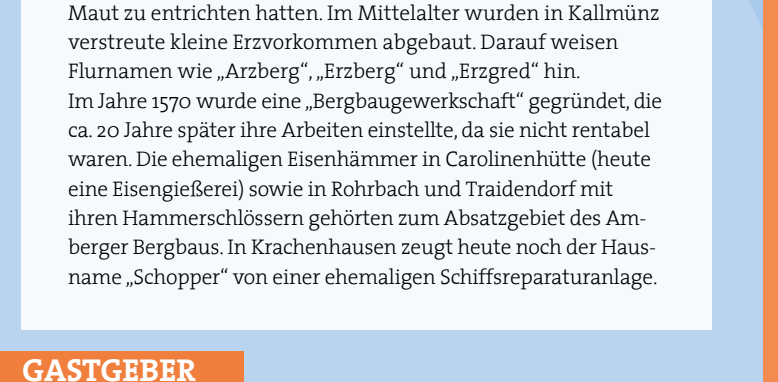 Maut zu entrichten hatten. Im Mittelalter wurden in Kallmünz
verstreute kleine Erzvorkommen abgebaut. Darauf weisen
Flurnamen wie „Arzberg“, „Erzberg“ und „Erzgred“ hin.
Im Jahre 1570 wurde eine „Bergbaugewerkschaft“ gegründet, die
ca. 20 Jahre später ihre Arbeiten einstellte, da sie nicht rentabel
waren. Die ehemaligen Eisenhämmer in Carolinenhütte (heute
eine Eisengießerei) sowie in Rohrbach und Traidendorf mit
ihren Hammerschlössern gehörten zum Absatzgebiet des Am-
berger Bergbaus. In Krachenhausen zeugt heute noch der Haus-
name „Schopper“ von einer ehemaligen Schiffsreparaturanlage.
GASTGEBER